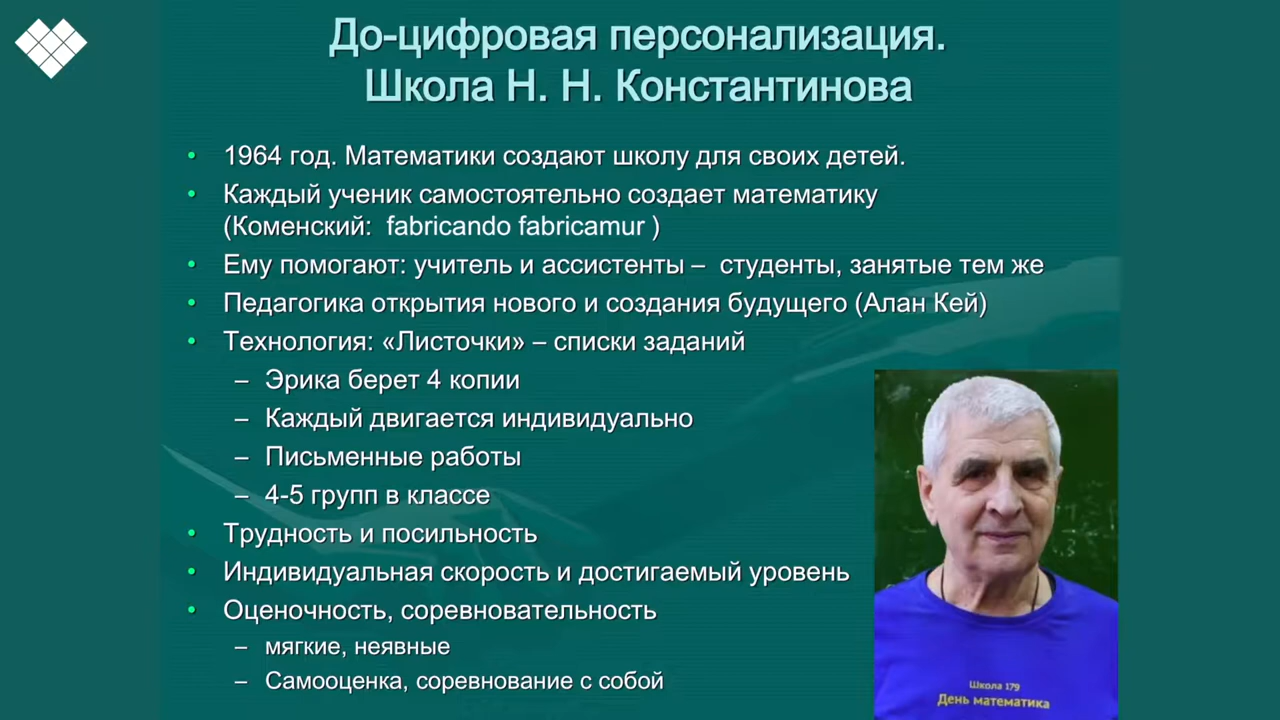 До-цифровая персонализация.
Школа Н. Н. Константинова
• 1964 год. Математики создают школу для своих детей.
• Каждый ученик самостоятельно создает математику
(Коменский: fabricando fabricamur )
• Ему помогают: учитель и ассистенты – студенты, занятые тем же
• Педагогика открытия нового и создания будущего (Алан Кей)
• Технология: «Листочки» – списки заданий
– Эрика берет 4 копии
– Каждый двигается индивидуально
– Письменные работы
– 4-5 групп в классе
• Трудность и посильность
• Индивидуальная скорость и достигаемый уровень
• Оценочность, соревновательность
– мягкие, неявные
– Самооценка, соревнование с собой
Школа 179
День математика